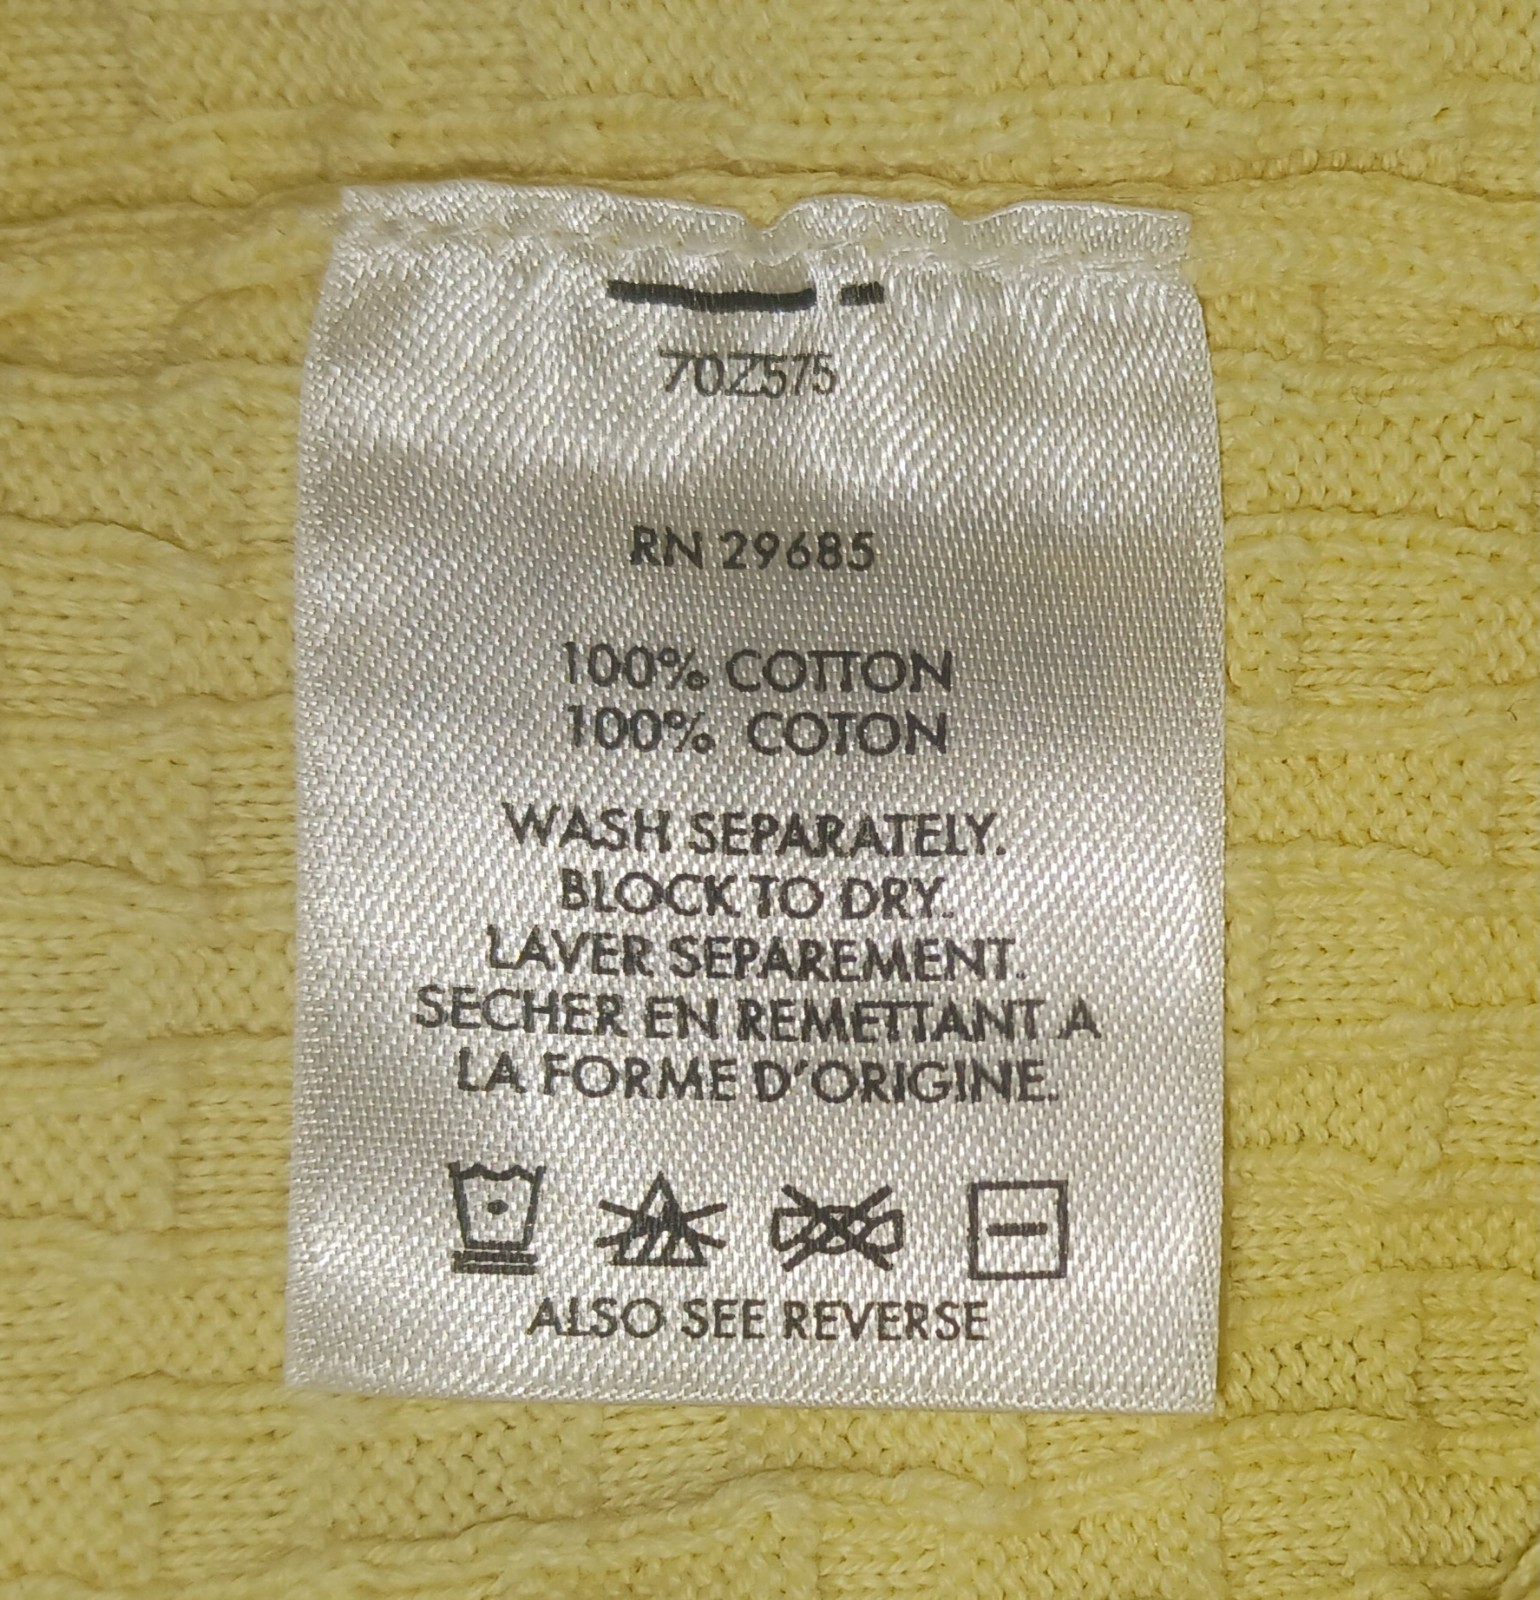 70Z575
RN 29685
100% COTTON
100% COTON
WASH SEPARATELY.
BLOCK TO DRY.
LAVER SEPAREMENT.
SECHER EN REMETTANT A
LA FORME D'ORIGINE.
ALSO SEE REVERSE